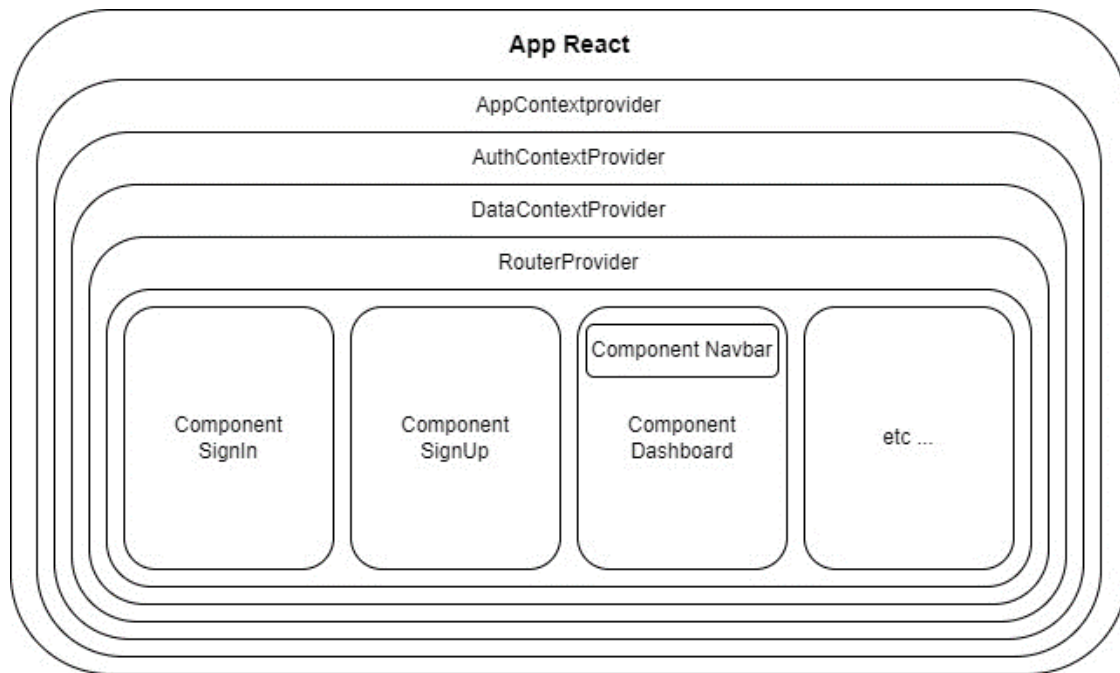 App React
AppContextprovider
AuthContextProvider
DataContextProvider
RouterProvider
Component
SignIn
Component
SignUp
Component Navbar
Component
Dashboard
etc ...